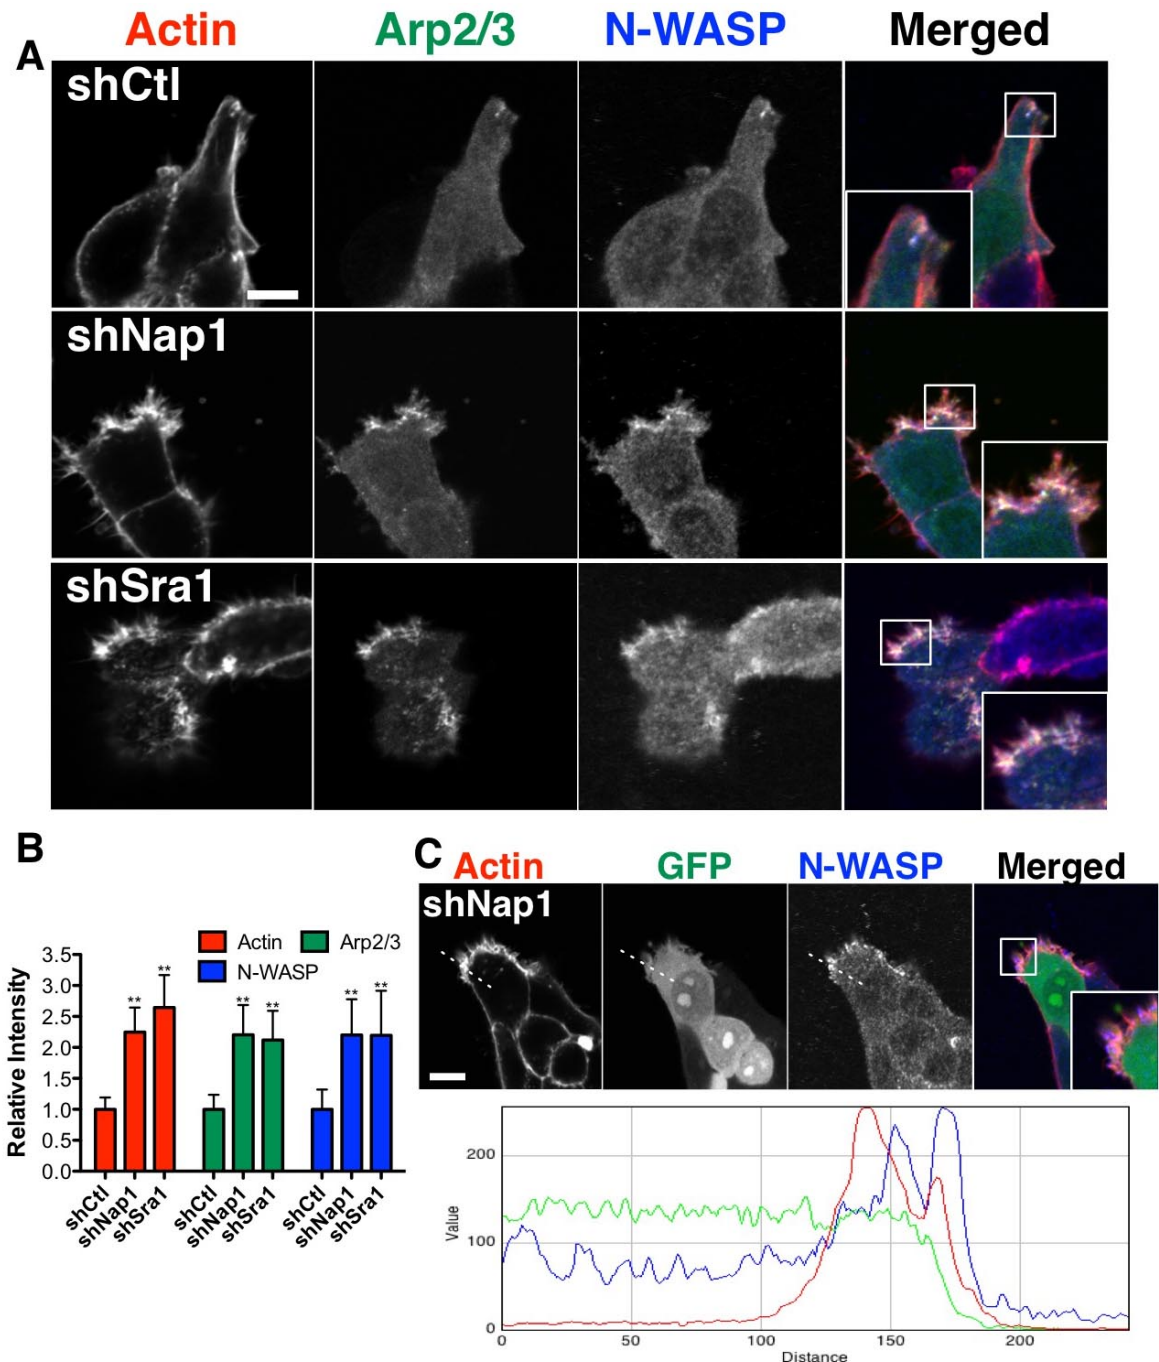 A
Actin Arp2/3 N-WASP Merged
shCtl
shNap1
shSra1
B
Actin Arp2/3
N-WASP
Relative Intensity
3.5
3.0
2.5
2.0
1.5
1.0
0.5
0.0
** ** ** ** ** **
shCtl shNap1 shSra1 shCtl shNap1 shSra1 shCtl shNap1 shSra1
C
Actin GFP N-WASP Merged
shNap1
Value
200
100
0
0 50 100 150 200
Distance